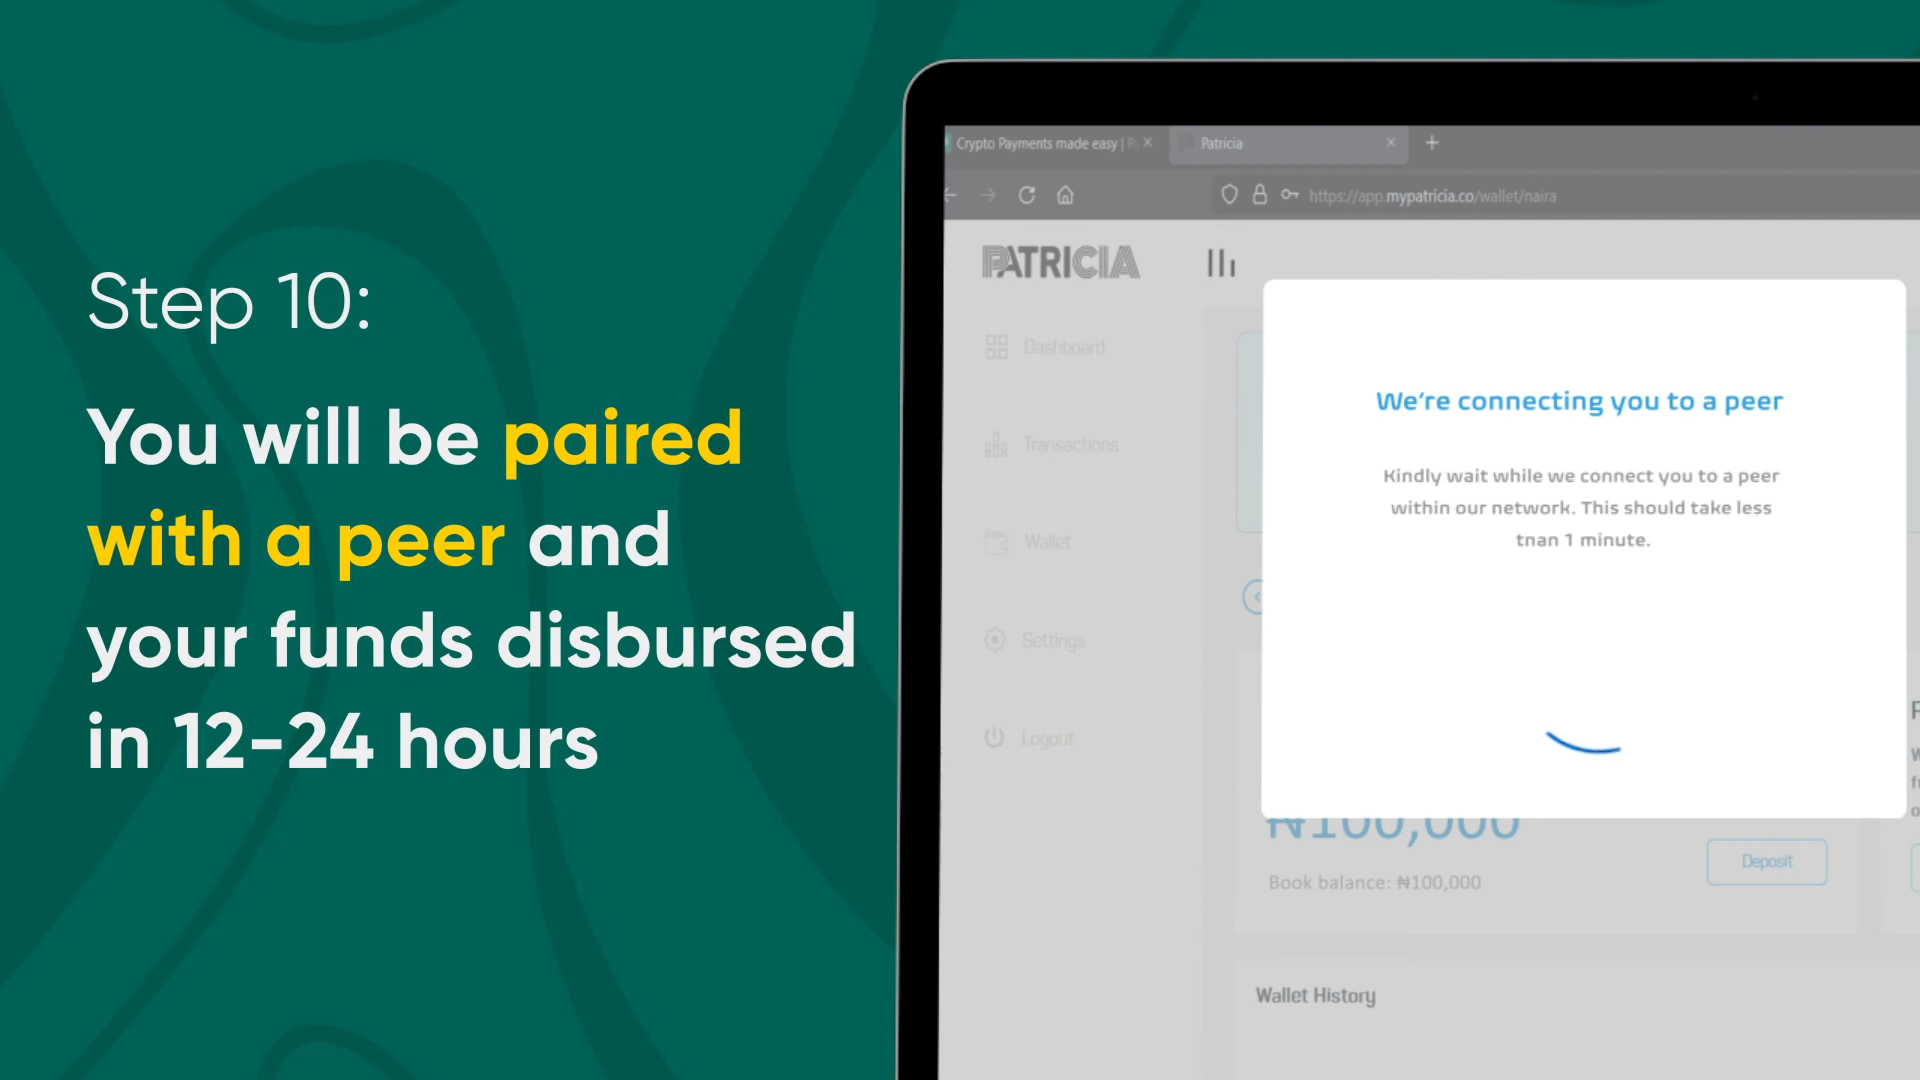 Step 10:
You will be paired
with a peer and
your funds disbursed
in 12-24 hours
Crypto Payments made easy |
Patricia
https://app.mypatricia.co/wallet/naira
PATRICIA
Dashboard
Transactions
Wallet
Settings
Logout
We're connecting you to a peer
Kindly wait while we connect you to a peer
within our network. This should take less
tnan 1 minute.
₦100,000
Book balance: ₦100,000
Deposit
Wallet History